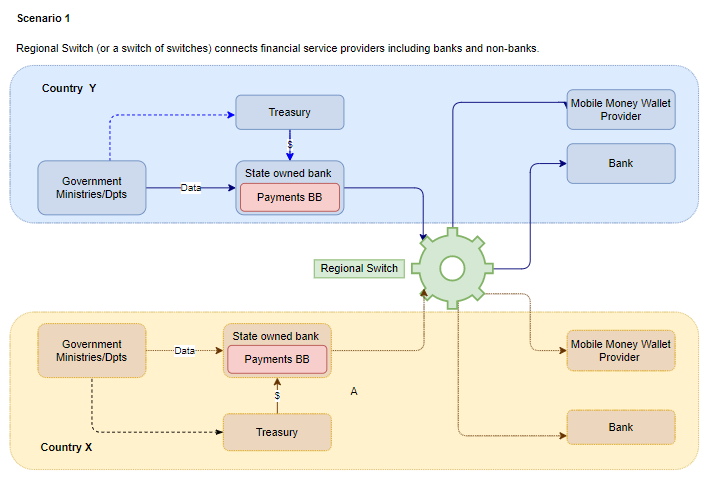 Scenario 1
Regional Switch (or a switch of switches) connects financial service providers including banks and non-banks.
Country  Y
Treasury
Mobile Money Wallet
Provider
$
Bank
Government
Ministries/Dpts
Data
State owned bank
Payments BB
Regional Switch
Government
Ministries/Dpts
Data
State owned bank
Payments BB
Mobile Money Wallet
Provider
$
A
Treasury
Bank
Country X